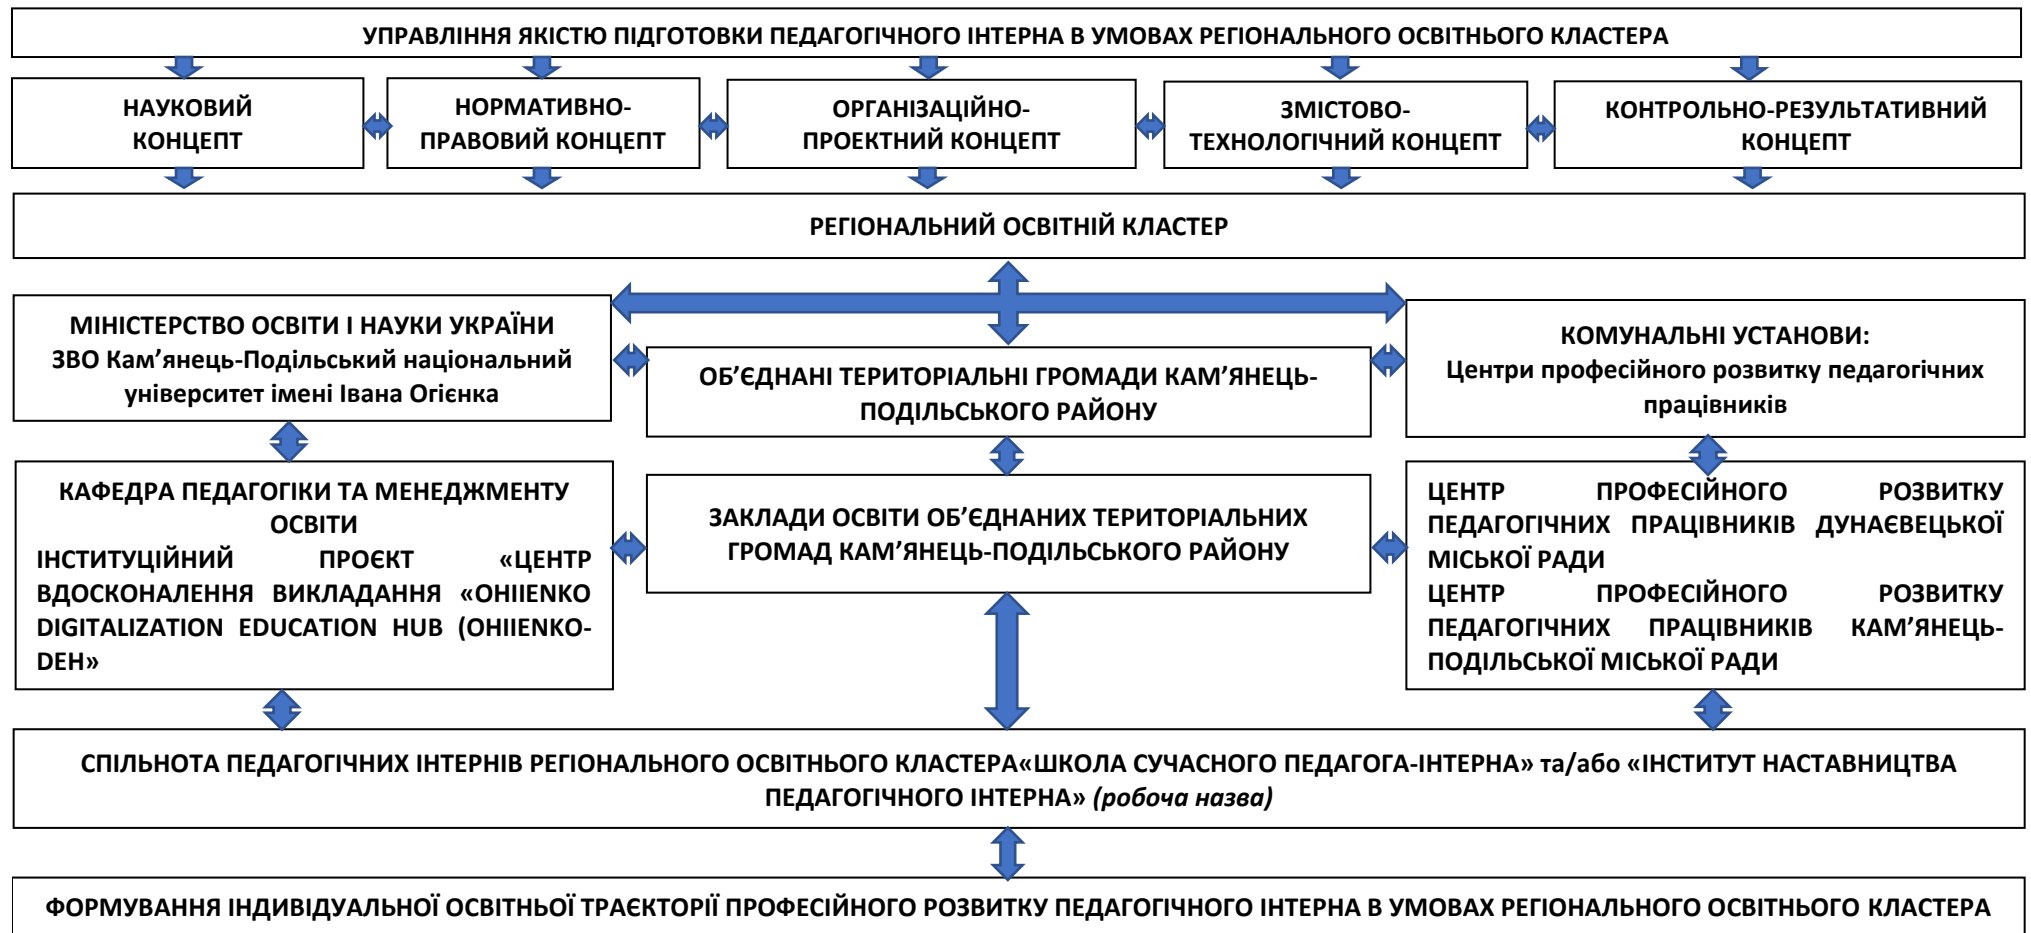 УПРАВЛІННЯ ЯКІСТЮ ПІДГОТОВКИ ПЕДАГОГІЧНОГО ІНТЕРНА В УМОВАХ РЕГІОНАЛЬНОГО ОСВІТНЬОГО КЛАСТЕРА
НАУКОВИЙ
КОНЦЕПТ
НОРМАТИВНО-
ПРАВОВИЙ КОНЦЕПТ
ОРГАНІЗАЦІЙНО-
ПРОЕКТНИЙ КОНЦЕПТ
ЗМІСТОВО-
ТЕХНОЛОГІЧНИЙ КОНЦЕПТ
КОНТРОЛЬНО-РЕЗУЛЬТАТИВНИЙ
КОНЦЕПТ
РЕГІОНАЛЬНИЙ ОСВІТНІЙ КЛАСТЕР
МІНІСТЕРСТВО ОСВІТИ І НАУКИ УКРАЇНИ
ЗВО Кам’янець-Подільський національний
університет імені Івана Огієнка
ОБ’ЄДНАНІ ТЕРИТОРІАЛЬНІ ГРОМАДИ КАМ’ЯНЕЦЬ-
ПОДІЛЬСЬКОГО РАЙОНУ
КОМУНАЛЬНІ УСТАНОВИ:
Центри професійного розвитку педагогічних
працівників
КАФЕДРА ПЕДАГОГІКИ ТА МЕНЕДЖМЕНТУ
ОСВІТИ
ІНСТИТУЦІЙНИЙ ПРОЄКТ «ЦЕНТР
ВДОСКОНАЛЕННЯ ВИКЛАДАННЯ «OHIIENKO
DIGITALIZATION EDUCATION HUB (OHIIENKO-
DEH»
ЗАКЛАДИ ОСВІТИ ОБ’ЄДНАНИХ ТЕРИТОРІАЛЬНИХ
ГРОМАД КАМ’ЯНЕЦЬ-ПОДІЛЬСЬКОГО РАЙОНУ
ЦЕНТР ПРОФЕСІЙНОГО РОЗВИТКУ
ПЕДАГОГІЧНИХ ПРАЦІВНИКІВ ДУНАЄВЕЦЬКОЇ
МІСЬКОЇ РАДИ
ЦЕНТР ПРОФЕСІЙНОГО РОЗВИТКУ
ПЕДАГОГІЧНИХ ПРАЦІВНИКІВ КАМ’ЯНЕЦЬ-
ПОДІЛЬСЬКОЇ МІСЬКОЇ РАДИ
СПІЛЬНОТА ПЕДАГОГІЧНИХ ІНТЕРНІВ РЕГІОНАЛЬНОГО ОСВІТНЬОГО КЛАСТЕРА«ШКОЛА СУЧАСНОГО ПЕДАГОГА-ІНТЕРНА» та/або «ІНСТИТУТ НАСТАВНИЦТВА
ПЕДАГОГІЧНОГО ІНТЕРНА» (робоча назва)
ФОРМУВАННЯ ІНДИВІДУАЛЬНОЇ ОСВІТНЬОЇ ТРАЄКТОРІЇ ПРОФЕСІЙНОГО РОЗВИТКУ ПЕДАГОГІЧНОГО ІНТЕРНА В УМОВАХ РЕГІОНАЛЬНОГО ОСВІТНЬОГО КЛАСТЕРА